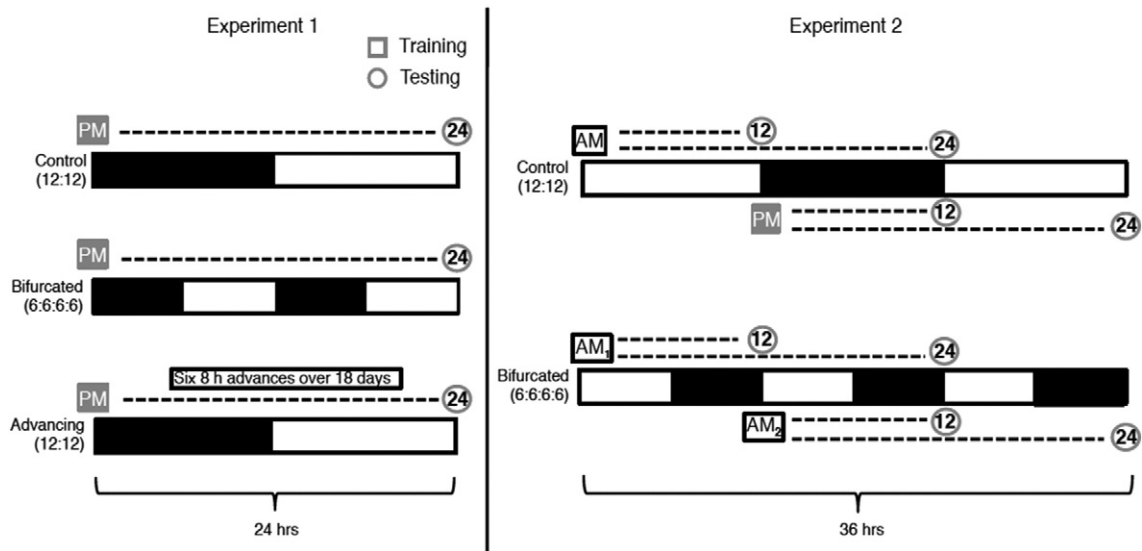 Experiment 1
Training
Testing
PM
24
Control
(12:12)
PM
24
Bifurcated
(6:6:6:6)
Six 8 h advances over 18 days
PM
24
Advancing
(12:12)
24 hrs
Experiment 2
AM
12
24
Control
(12:12)
PM
12
24
AM1
12
24
Bifurcated
(6:6:6:6)
AM2
12
24
36 hrs